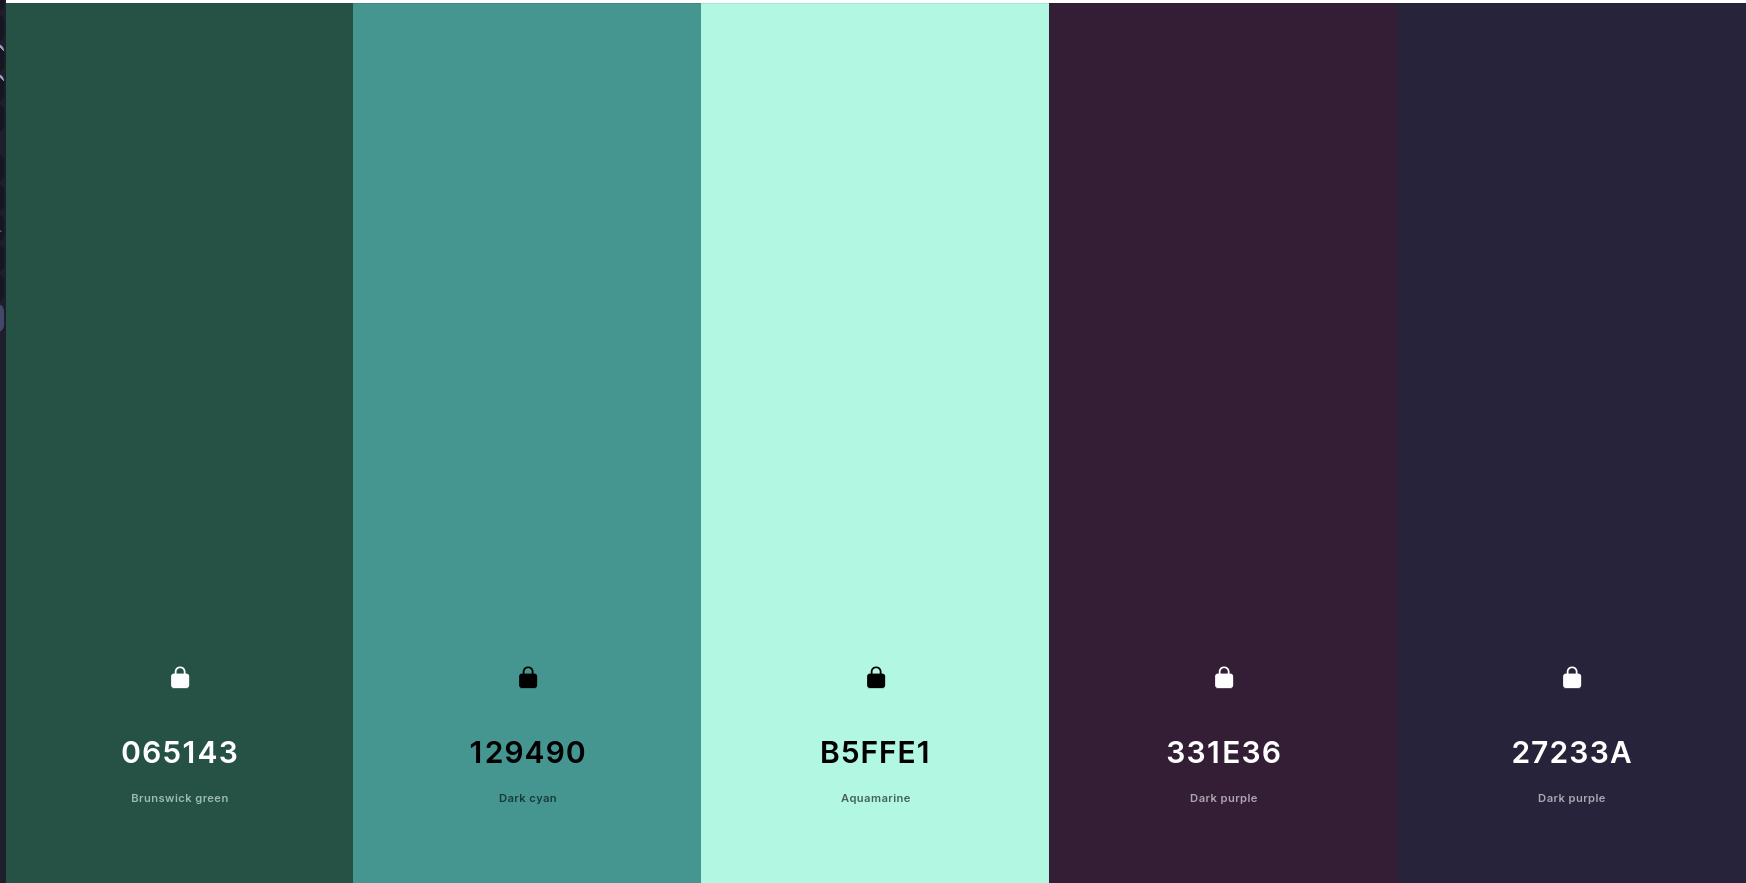 065143
Brunswick green
129490
Dark cyan
B5FFE1
Aquamarine
331E36
Dark purple
27233A
Dark purple